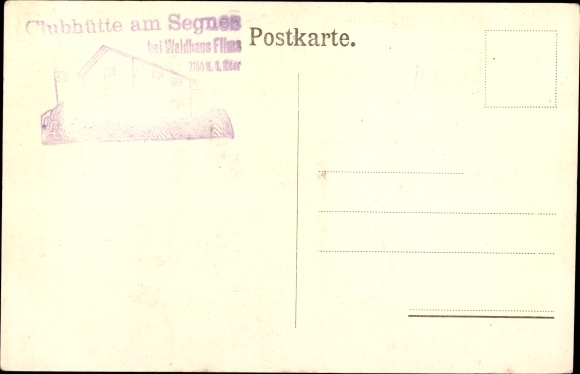 Clubhütte am Segnes
bei Waldhaus Flims
Postkarte.